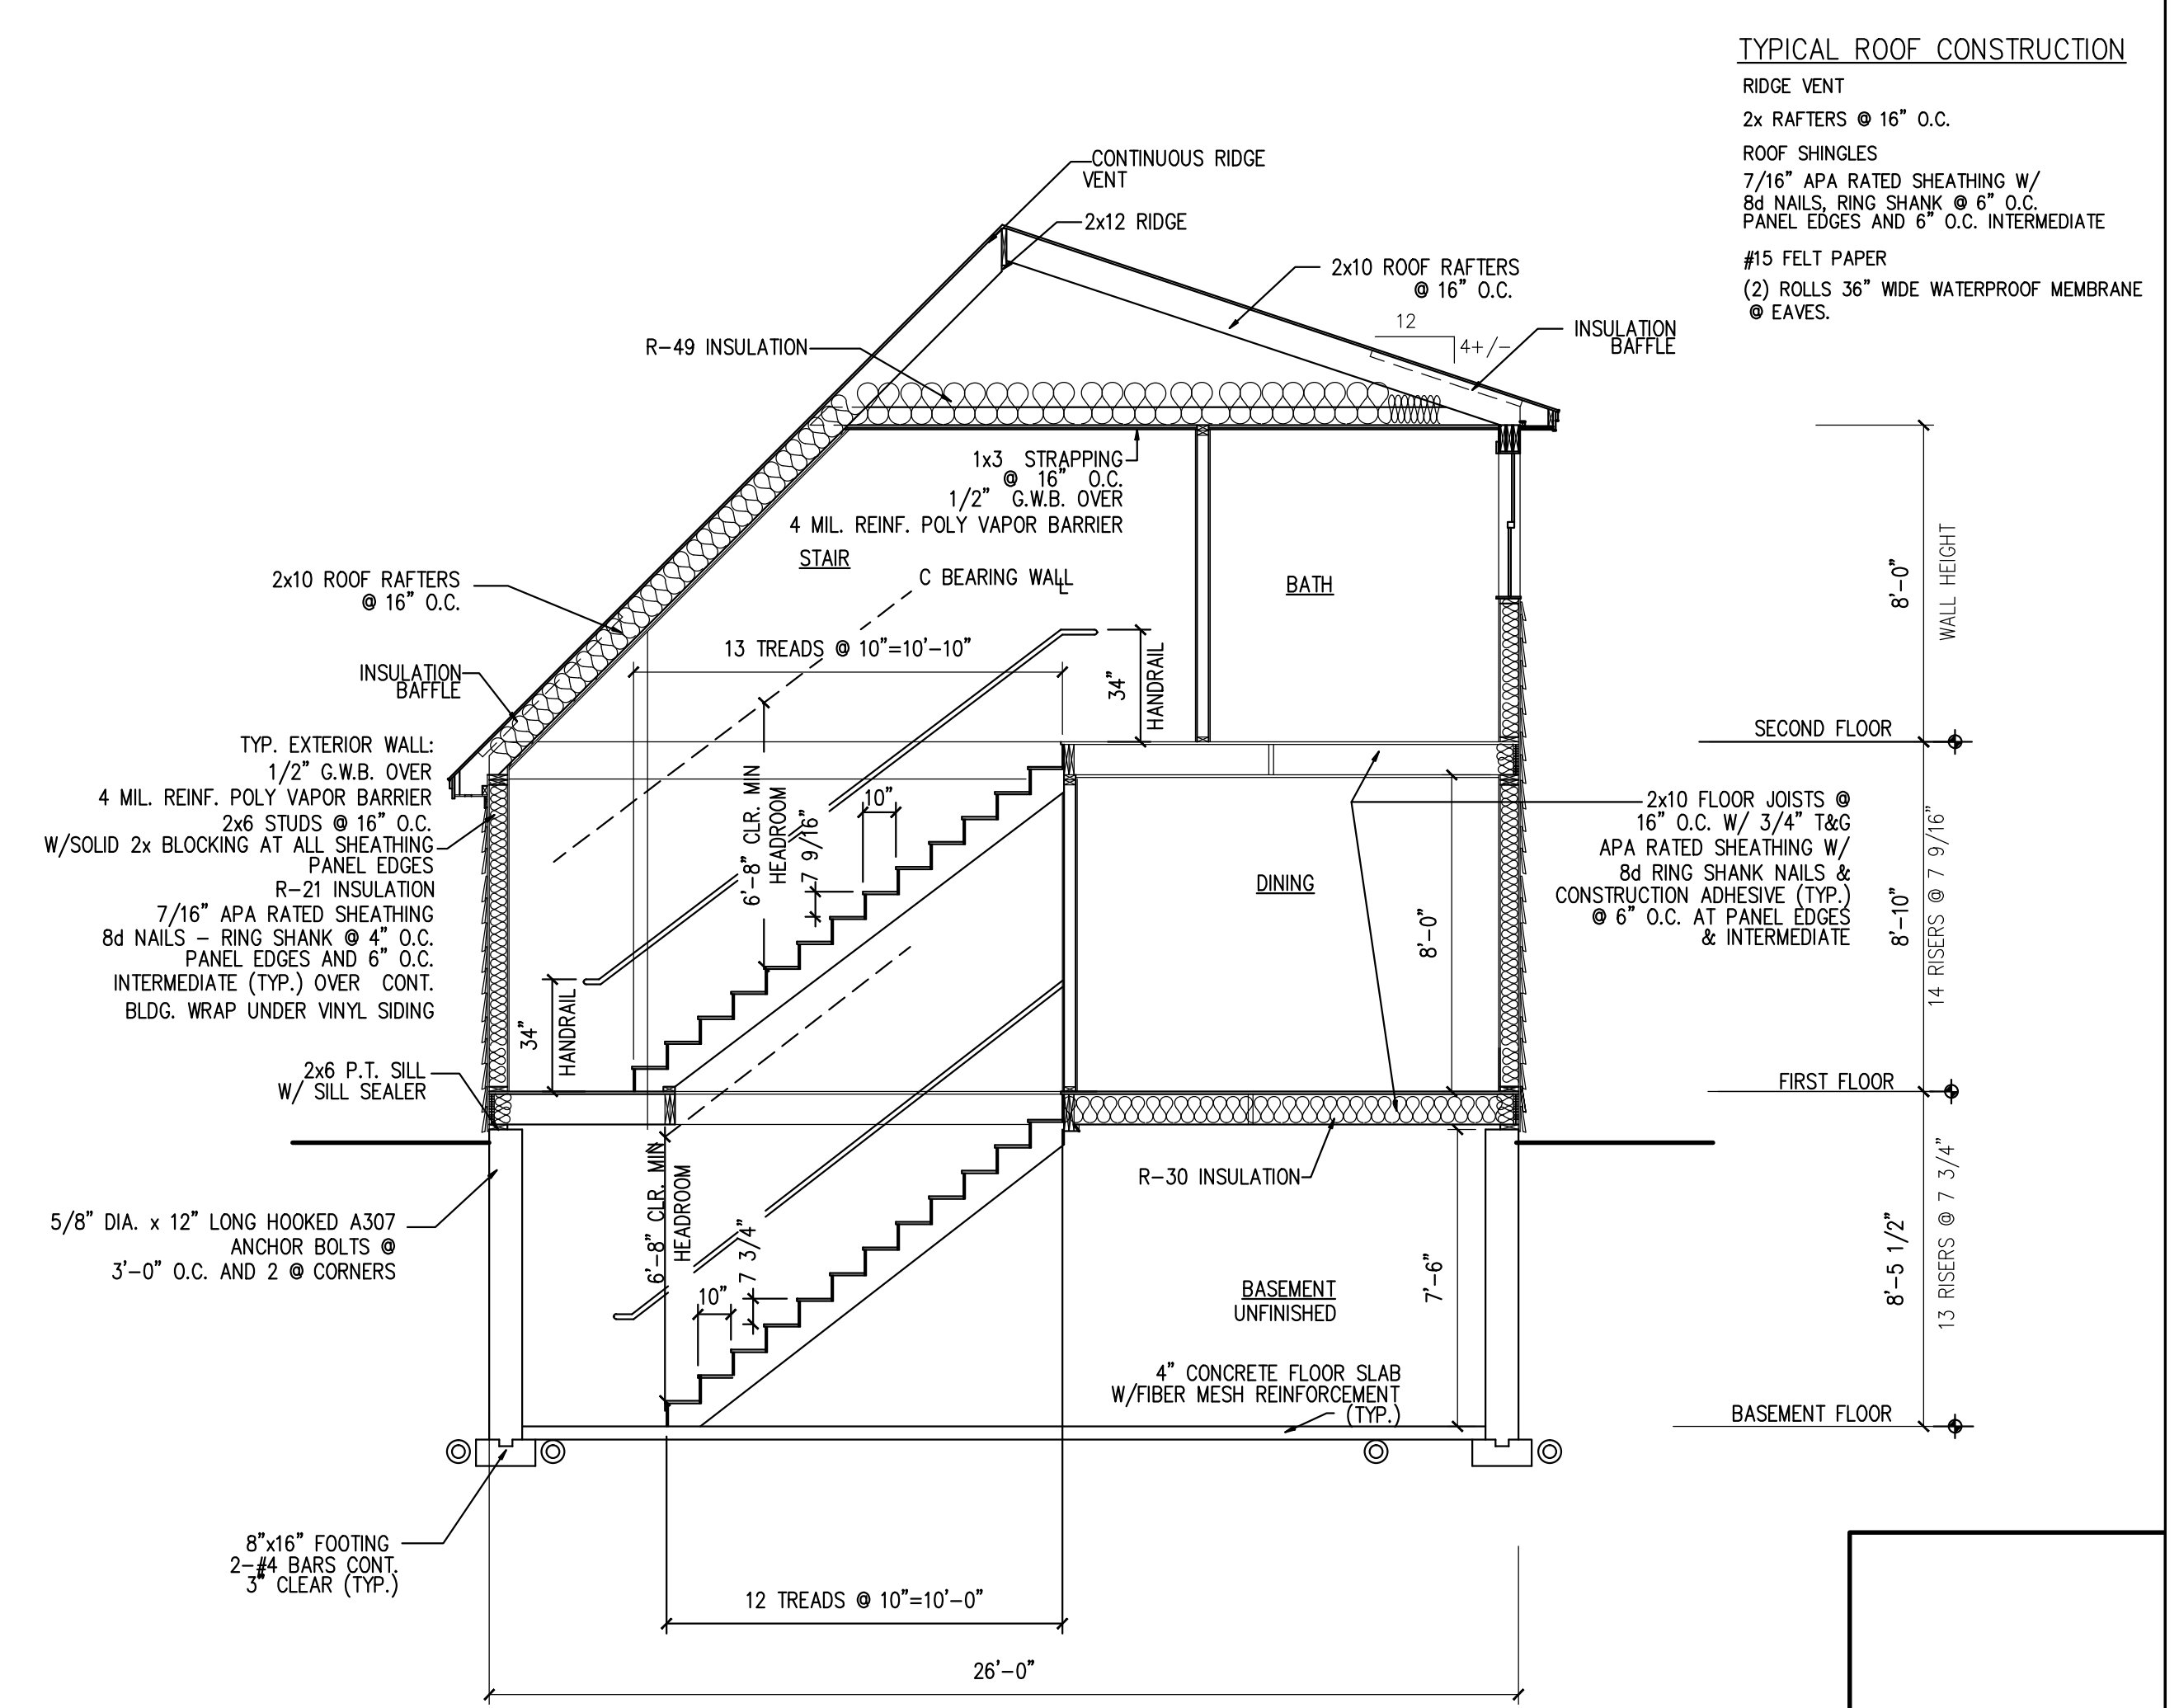 TYPICAL ROOF CONSTRUCTION
RIDGE VENT
2x RAFTERS @ 16" O.C.
ROOF SHINGLES
7/16" APA RATED SHEATHING W/
8d NAILS, RING SHANK @ 6" O.C.
PANEL EDGES AND 6" O.C. INTERMEDIATE
#15 FELT PAPER
(2) ROLLS 36" WIDE WATERPROOF MEMBRANE
@ EAVES.
CONTINUOUS RIDGE
VENT
2x12 RIDGE
2x10 ROOF RAFTERS
@ 16" O.C.
12
4+/-
INSULATION
BAFFLE
R-49 INSULATION
1x3 STRAPPING
@ 16" O.C.
1/2" G.W.B. OVER
4 MIL. REINF. POLY VAPOR BARRIER
STAIR
C BEARING WALL
L
BATH
2x10 ROOF RAFTERS
@ 16" O.C.
13 TREADS @ 10"=10'-10"
34"
HANDRAIL
8'-0"
WALL HEIGHT
INSULATION
BAFFLE
SECOND FLOOR
TYP. EXTERIOR WALL:
1/2" G.W.B. OVER
4 MIL. REINF. POLY VAPOR BARRIER
2x6 STUDS @ 16" O.C.
W/SOLID 2x BLOCKING AT ALL SHEATHING
PANEL EDGES
R-21 INSULATION
7/16" APA RATED SHEATHING
8d NAILS - RING SHANK @ 4" O.C.
PANEL EDGES AND 6" O.C.
INTERMEDIATE (TYP.) OVER CONT.
BLDG. WRAP UNDER VINYL SIDING
6'-8" CLR. MIN
HEADROOM
7 9/16"
10"
DINING
8'-0"
2x10 FLOOR JOISTS @
16" O.C. W/ 3/4" T&G
APA RATED SHEATHING W/
8d RING SHANK NAILS &
CONSTRUCTION ADHESIVE (TYP.)
@ 6" O.C. AT PANEL EDGES
& INTERMEDIATE
8'-10"
14 RISERS @ 7 9/16"
34"
HANDRAIL
2x6 P.T. SILL
W/ SILL SEALER
FIRST FLOOR
R-30 INSULATION
6'-8" CLR. MIN
HEADROOM
7 3/4"
10"
5/8" DIA. x 12" LONG HOOKED A307
ANCHOR BOLTS @
3'-0" O.C. AND 2 @ CORNERS
BASEMENT
UNFINISHED
7'-6"
8'-5 1/2"
13 RISERS @ 7 3/4"
4" CONCRETE FLOOR SLAB
W/FIBER MESH REINFORCEMENT
(TYP.)
BASEMENT FLOOR
8"x16" FOOTING
2-#4 BARS CONT.
3" CLEAR (TYP.)
12 TREADS @ 10"=10'-0"
26'-0"